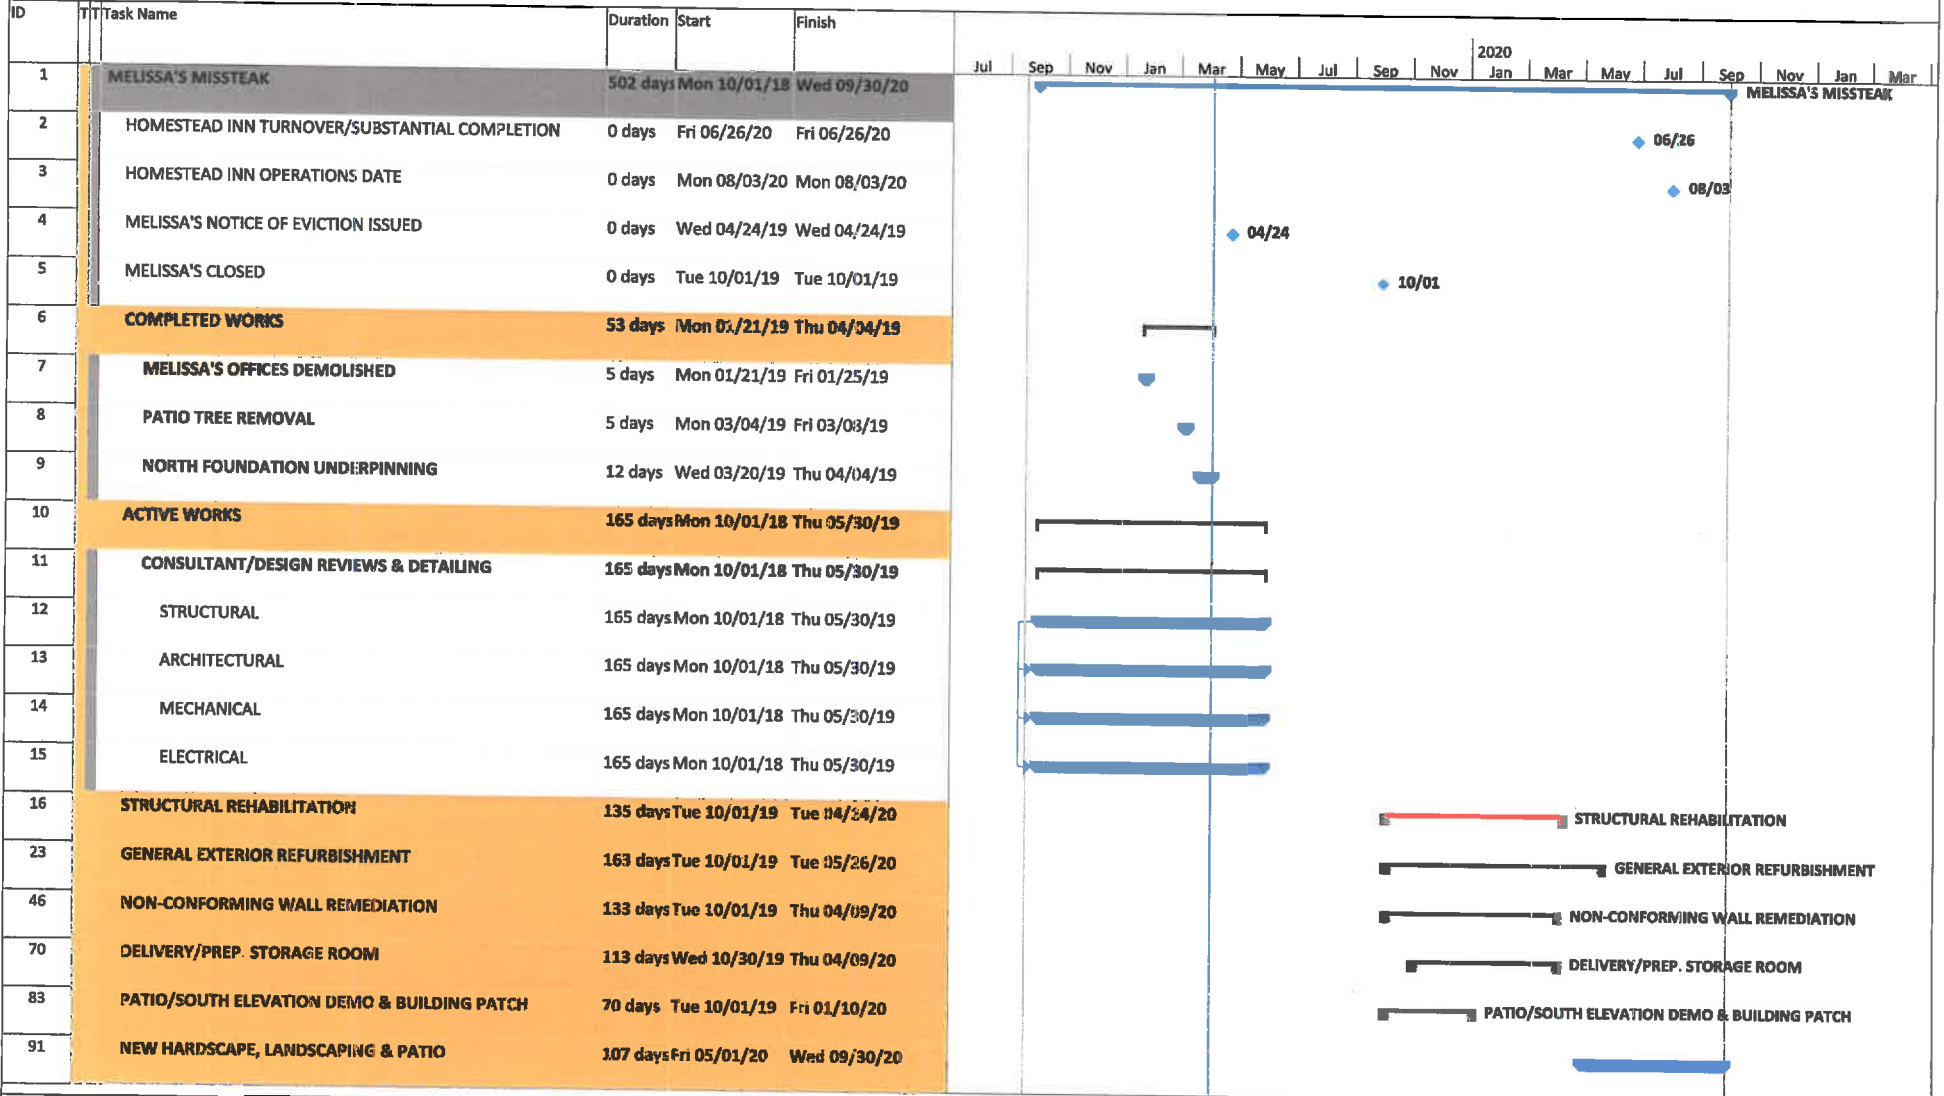 ID T T Task Name Duration Start Finish
2020
Jul Sep Nov Jan Mar May Jul Sep Nov Jan Mar May Jul Sep Nov Jan Mar
1 MELISSA'S MISSTEAK 502 days Mon 10/01/18 Wed 09/30/20 MELISSA'S MISSTEAK
2 HOMESTEAD INN TURNOVER/SUBSTANTIAL COMPLETION 0 days Fri 06/26/20 Fri 06/26/20 06/26
3 HOMESTEAD INN OPERATIONS DATE 0 days Mon 08/03/20 Mon 08/03/20 08/03
4 MELISSA'S NOTICE OF EVICTION ISSUED 0 days Wed 04/24/19 Wed 04/24/19 04/24
5 MELISSA'S CLOSED 0 days Tue 10/01/19 Tue 10/01/19 10/01
6 COMPLETED WORKS 53 days Mon 01/21/19 Thu 04/04/19
7 MELISSA'S OFFICES DEMOLISHED 5 days Mon 01/21/19 Fri 01/25/19
8 PATIO TREE REMOVAL 5 days Mon 03/04/19 Fri 03/08/19
9 NORTH FOUNDATION UNDERPINNING 12 days Wed 03/20/19 Thu 04/04/19
10 ACTIVE WORKS 165 days Mon 10/01/18 Thu 05/30/19
11 CONSULTANT/DESIGN REVIEWS & DETAILING 165 days Mon 10/01/18 Thu 05/30/19
12 STRUCTURAL 165 days Mon 10/01/18 Thu 05/30/19
13 ARCHITECTURAL 165 days Mon 10/01/18 Thu 05/30/19
14 MECHANICAL 165 days Mon 10/01/18 Thu 05/30/19
15 ELECTRICAL 165 days Mon 10/01/18 Thu 05/30/19
16 STRUCTURAL REHABILITATION 135 days Tue 10/01/19 Tue STRUCTURAL REHABILITATION
23 GENERAL EXTERIOR REFURBISHMENT 163 days Tue 10/01/19 Tue 05/26/20 GENERAL EXTERIOR REFURBISHMENT
46 NON-CONFORMING WALL REMEDIATION 133 days Tue 10/01/19 Thu 04/09/20 NON-CONFORMING WALL REMEDIATION
70 DELIVERY/PREP. STORAGE ROOM 113 days Wed 10/30/19 Thu 04/09/20 DELIVERY/PREP. STORAGE ROOM
83 PATIO/SOUTH ELEVATION DEMO & BUILDING PATCH 70 days Tue 10/01/19 Fri 01/10/20 PATIO/SOUTH ELEVATION DEMO & BUILDING PATCH
91 NEW HARDSCAPE, LANDSCAPING & PATIO 107 days Fri 05/01/20 Wed 09/30/20